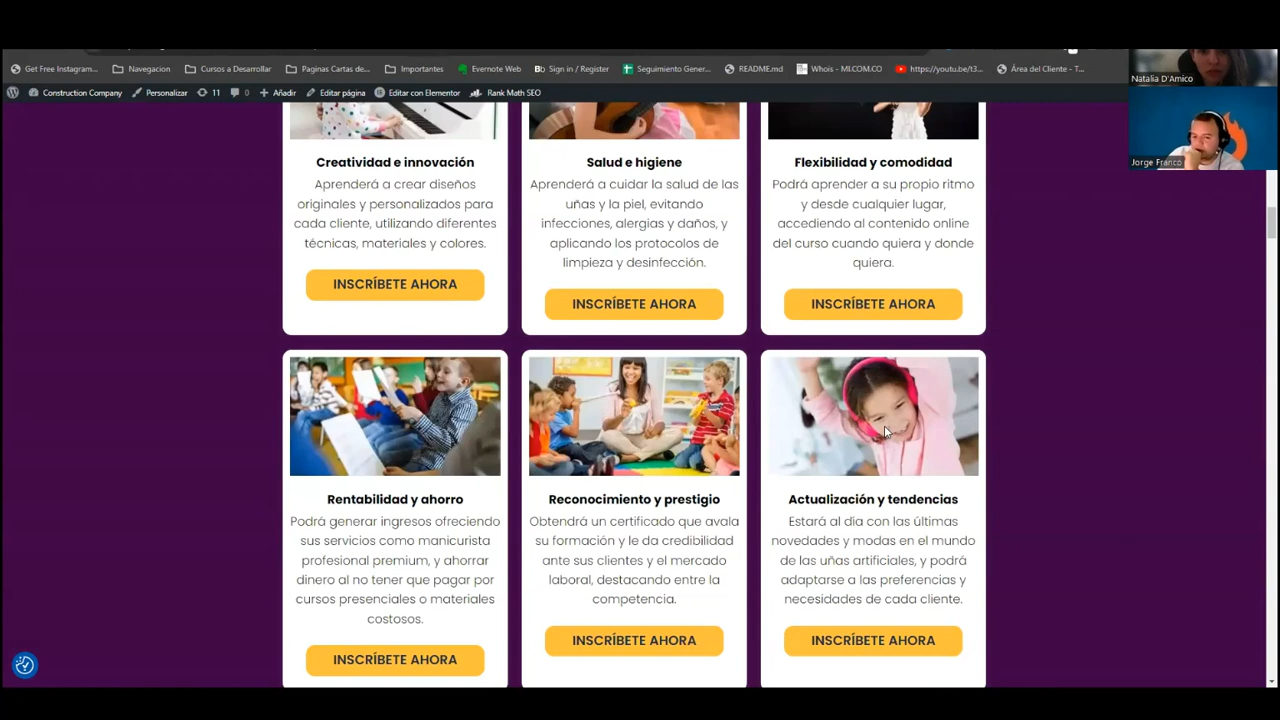 Get Free Instagram...
Navegacion
Cursos a Desarrollar
Paginas Cartas de...
Importantes
Evernote Web
Bo Sign in / Register
Seguimiento Gener...
README.md
Whois - MI.COM.CO
https://youtu.be/t3...
Área del Cliente - T...
Natalia D'Amico
Construction Company
Personalizar
11
0
Añadir
Editar página
Editar con Elementor
Rank Math SEO
Jorge Franco
Creatividad e innovación
Aprenderá a crear diseños
originales y personalizados para
cada cliente, utilizando diferentes
técnicas, materiales y colores.
INSCRÍBETE AHORA
Salud e higiene
Aprenderá a cuidar la salud de las
uñas y la piel, evitando
infecciones, alergias y daños, y
aplicando los protocolos de
limpieza y desinfección.
INSCRÍBETE AHORA
Flexibilidad y comodidad
Podrá aprender a su propio ritmo
y desde cualquier lugar,
accediendo al contenido online
del curso cuando quiera y donde
quiera.
INSCRÍBETE AHORA
Rentabilidad y ahorro
Podrá generar ingresos ofreciendo
sus servicios como manicurista
profesional premium, y ahorrar
dinero al no tener que pagar por
cursos presenciales o materiales
costosos.
INSCRÍBETE AHORA
Reconocimiento y prestigio
Obtendrá un certificado que avala
su formación y le da credibilidad
ante sus clientes y el mercado
laboral, destacando entre la
competencia.
INSCRÍBETE AHORA
Actualización y tendencias
Estará al día con las últimas
novedades y modas en el mundo
de las uñas artificiales, y podrá
adaptarse a las preferencias y
necesidades de cada cliente.
INSCRÍBETE AHORA